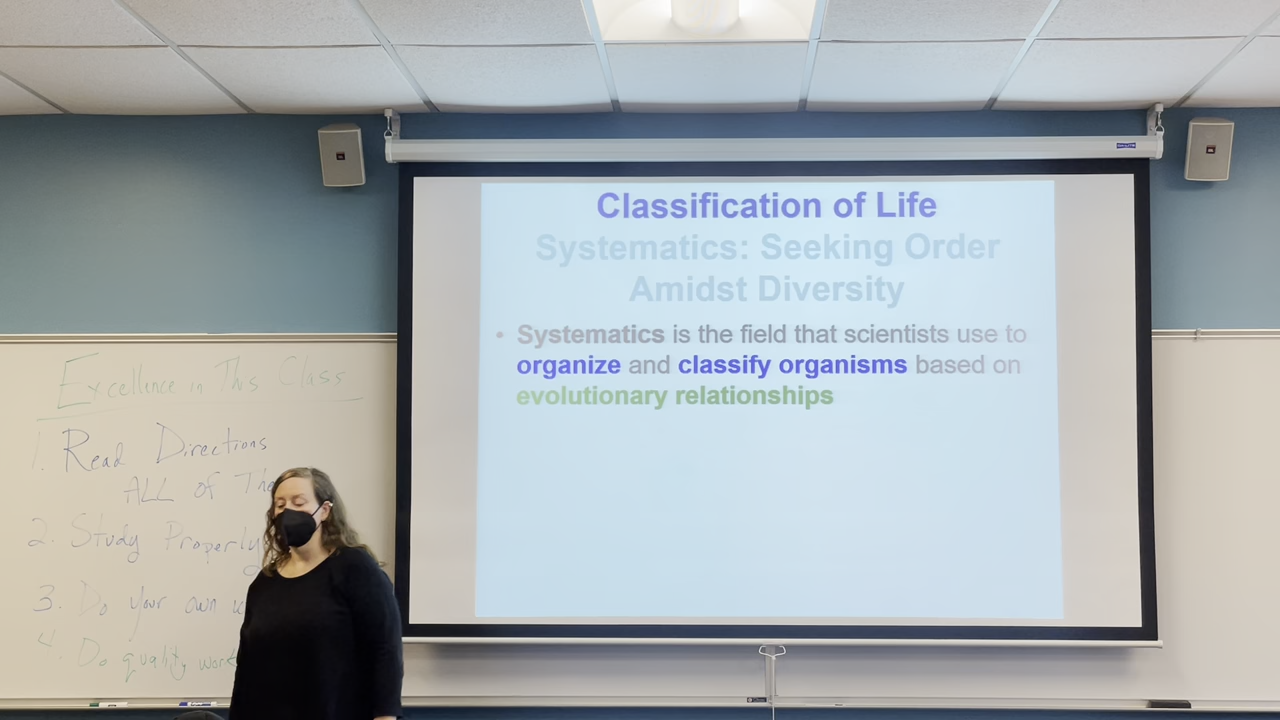 Classification of Life
Systematics: Seeking Order
Amidst Diversity
• Systematics is the field that scientists use to
organize and classify organisms based on
evolutionary relationships
Excellence in This Class
1. Read Directions
ALL of The
2. Study Properly
3. Do your own
4 Do quality work